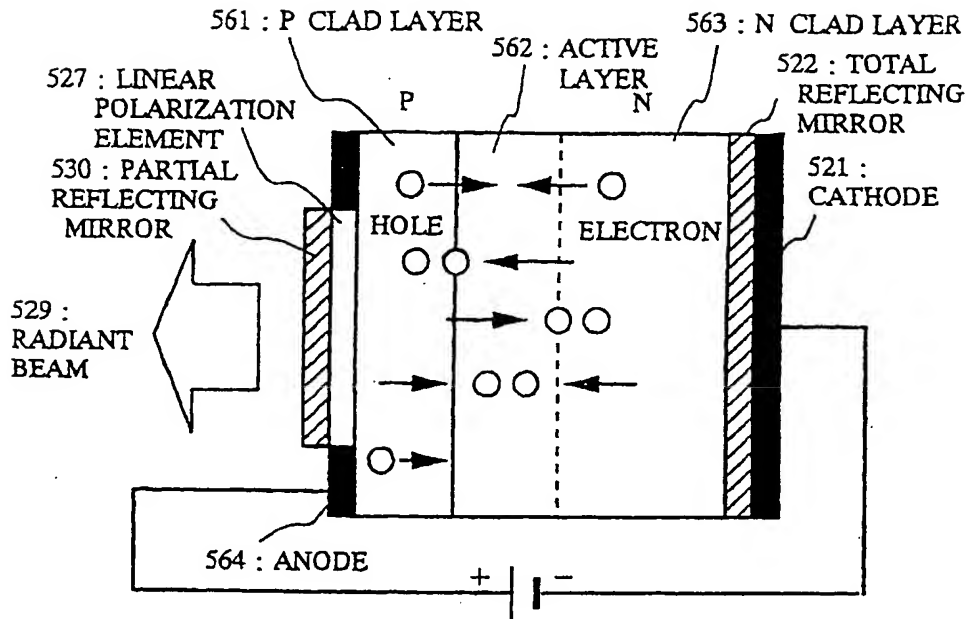 561 : P CLAD LAYER
563 : N CLAD LAYER
562 : ACTIVE
LAYER
522 : TOTAL
REFLECTING
MIRROR
527 : LINEAR
POLARIZATION
ELEMENT
P
N
530 : PARTIAL
REFLECTING
MIRROR
521 :
CATHODE
HOLE
ELECTRON
529 :
RADIANT
BEAM
564 : ANODE
+
−